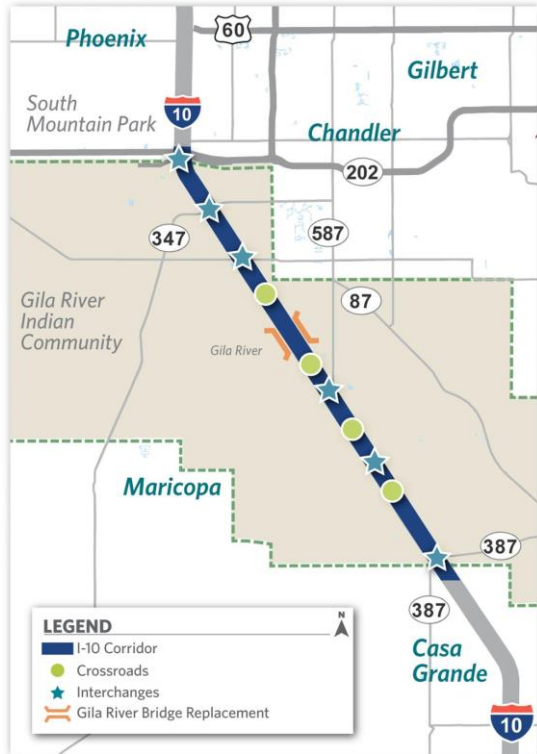 Phoenix
60
Gilbert
South
Mountain Park
10
Chandler
202
347
587
87
Gila River
Indian
Community
Gila River
Maricopa
387
387
Casa
Grande
10
LEGEND
N
I-10 Corridor
Crossroads
Interchanges
Gila River Bridge Replacement